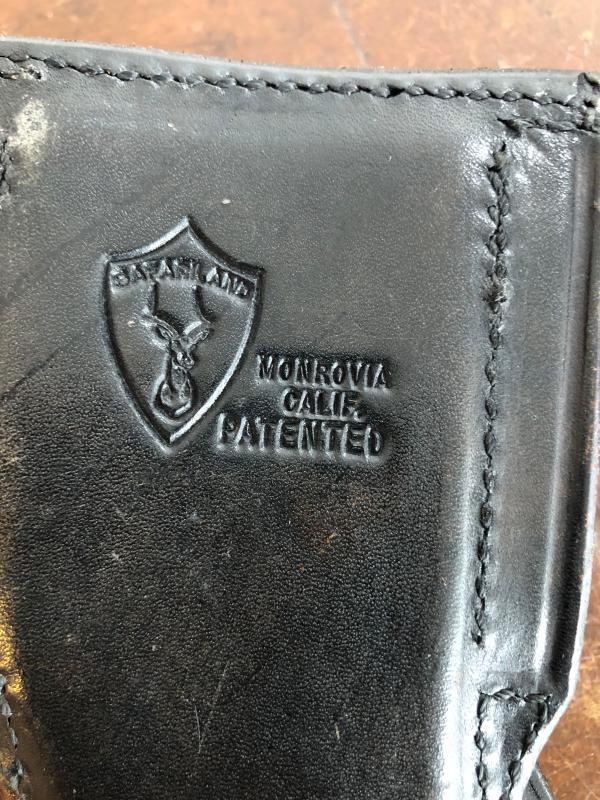 SAFARILAND
MONROVIA
CALIF.
PATENTED